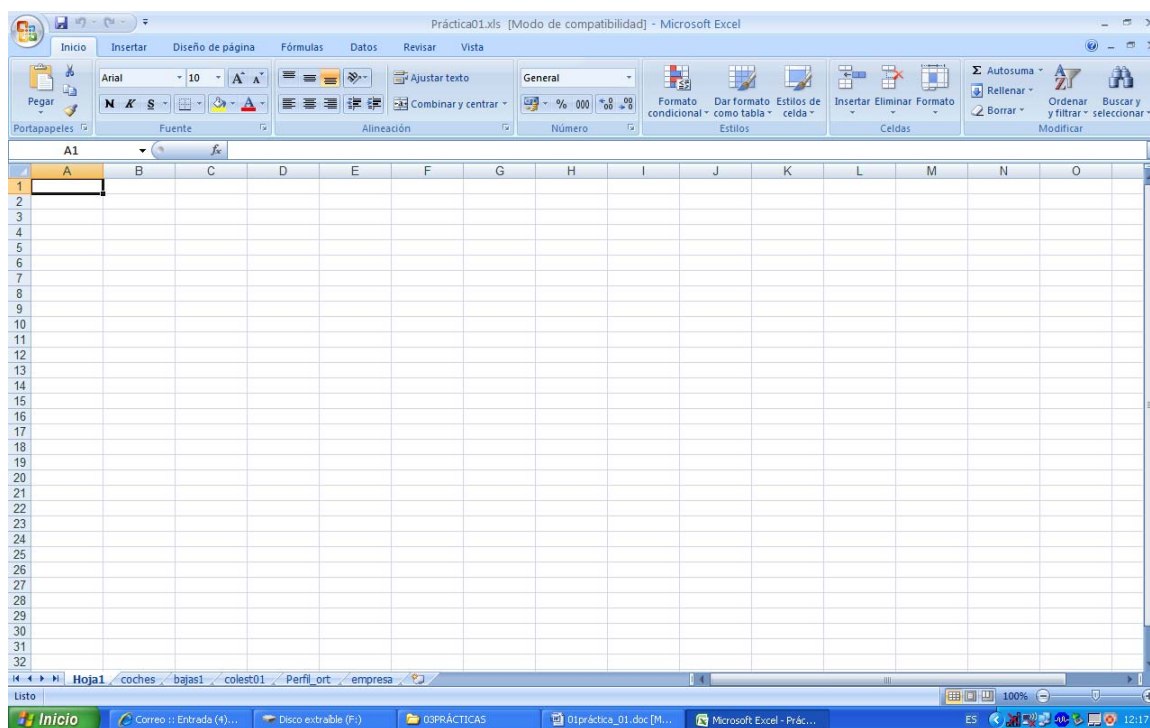 Práctica01.xls [Modo de compatibilidad] - Microsoft Excel
Inicio Insertar Diseño de página Fórmulas Datos Revisar Vista
Pegar
Portapapeles
Arial 10
N K S
Fuente
Ajustar texto
Combinar y centrar
Alineación
General
% 000
Número
Formato condicional
Dar formato como tabla
Estilos de celda
Estilos
Insertar Eliminar Formato
Celdas
Σ Autosuma
Rellenar
Borrar
Ordenar y filtrar
Buscar y seleccionar
Modificar
A1 fx
A B C D E F G H I J K L M N O
1
2
3
4
5
6
7
8
9
10
11
12
13
14
15
16
17
18
19
20
21
22
23
24
25
26
27
28
29
30
31
32
Hoja1 coches bajas1 colest01 Perfil_ort empresa
Listo 100%
Inicio Correo :: Entrada (4)... Disco extraíble (F:) 03PRÁCTICAS 01práctica_01.doc [M... Microsoft Excel - Prác... ES 12:17